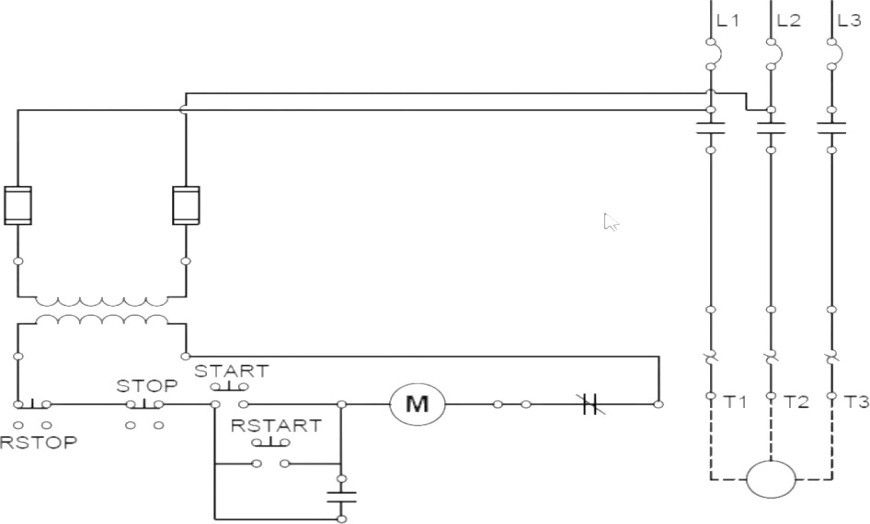 L1 L2 L3
START
STOP
M
T1 T2 T3
RSTART
RSTOP